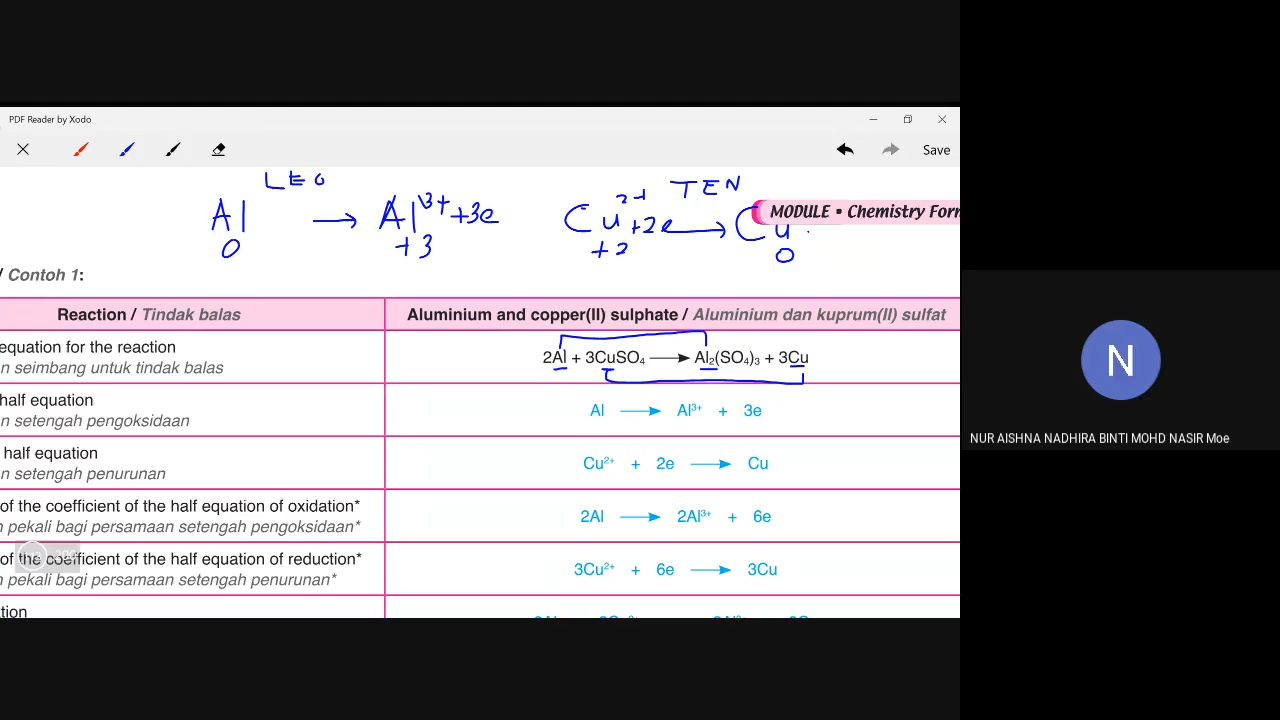 PDF Reader by Xodo
Save
LEO
TEN
Al → Al3+ +3e
Cu2+ +2e → Cu
0
+3
+2
0
MODULE • Chemistry Form
/ Contoh 1:
Reaction / Tindak balas
Aluminium and copper(II) sulphate / Aluminium dan kuprum(II) sulfat
equation for the reaction
n seimbang untuk tindak balas
2Al + 3CuSO₄ → Al₂(SO₄)₃ + 3Cu
half equation
n setengah pengoksidaan
Al → Al³⁺ + 3e
half equation
n setengah penurunan
Cu²⁺ + 2e → Cu
of the coefficient of the half equation of oxidation*
n pekali bagi persamaan setengah pengoksidaan*
2Al → 2Al³⁺ + 6e
of the coefficient of the half equation of reduction*
n pekali bagi persamaan setengah penurunan*
3Cu²⁺ + 6e → 3Cu
tion
N
NUR AISHNA NADHIRA BINTI MOHD NASIR Moe